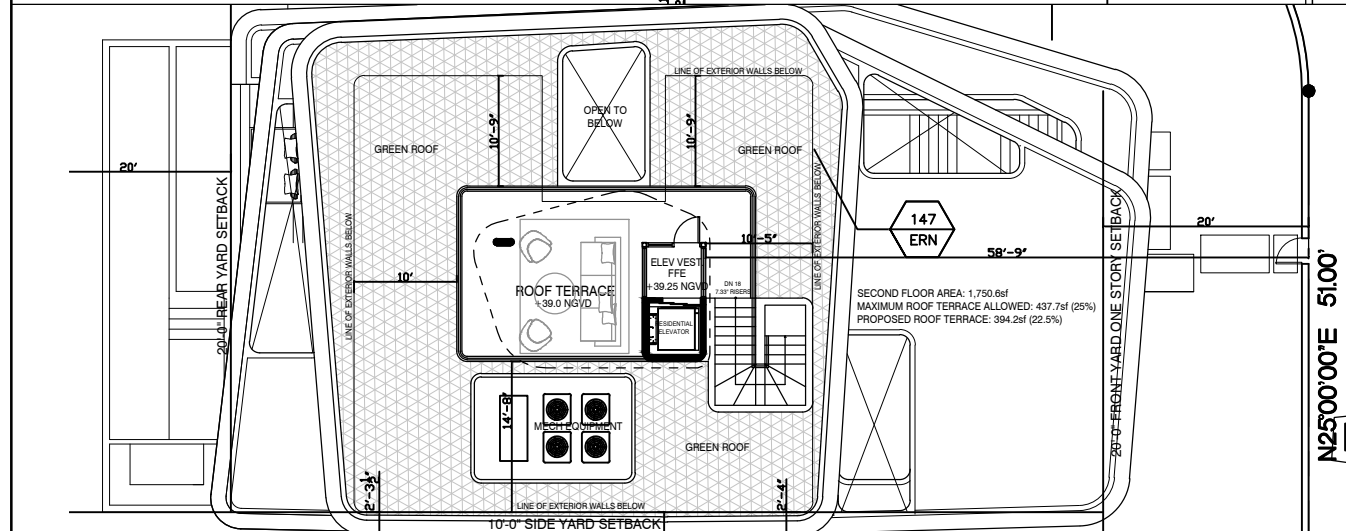 LINE OF EXTERIOR WALLS BELOW
OPEN TO
BELOW
10'-9"
10'-9"
GREEN ROOF
GREEN ROOF
20'
20'-0" REAR YARD SETBACK
LINE OF EXTERIOR WALLS BELOW
LINE OF EXTERIOR WALLS BELOW
147
ERN
20'
10'-5"
58'-9"
10'
ELEV VEST
FFE
+39.25 NGVD
ROOF TERRACE
+39.0 NGVD
DN 18
7.33" RISERS
SECOND FLOOR AREA: 1,750.6sf
MAXIMUM ROOF TERRACE ALLOWED: 437.7sf (25%)
PROPOSED ROOF TERRACE: 394.2sf (22.5%)
ESIDENTIAL
ELEVATOR
20'-0" FRONT YARD ONE STORY SETBACK
N25°00'00"E 51.00'
14'-8"
MECH EQUIPMENT
GREEN ROOF
2'-3½"
2'-4"
LINE OF EXTERIOR WALLS BELOW
10'-0" SIDE YARD SETBACK